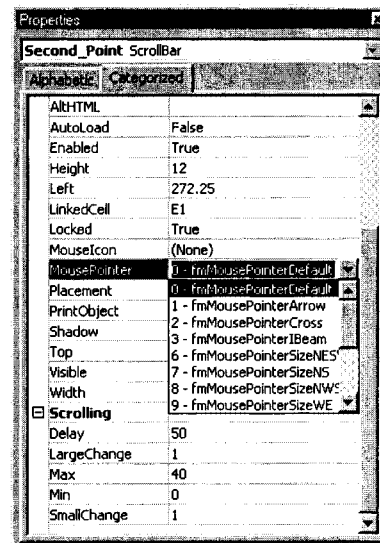 Properties
Second_Point ScrollBar
Alphabetic Categorized
AltHTML
AutoLoad False
Enabled True
Height 12
Left 272.25
LinkedCell E1
Locked True
MouseIcon (None)
MousePointer 0 - fmMousePointerDefault
Placement 0 - fmMousePointerDefault
PrintObject 1 - fmMousePointerArrow
2 - fmMousePointerCross
Shadow 3 - fmMousePointerIBeam
Top 6 - fmMousePointerSizeNES
Visible 7 - fmMousePointerSizeNS
Width 8 - fmMousePointerSizeNWS
9 - fmMousePointerSizeWE
Scrolling
Delay 50
LargeChange 1
Max 40
Min 0
SmallChange 1